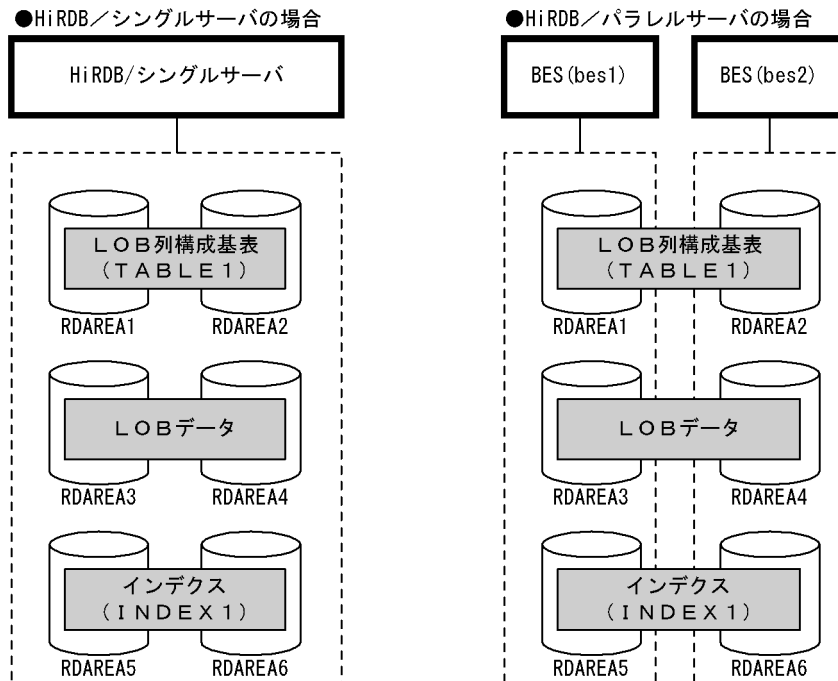 ●HiRDB／シングルサーバの場合
HiRDB/シングルサーバ
LOB列構成基表
(TABLE1)
RDAREA1 RDAREA2
LOBデータ
RDAREA3 RDAREA4
インデクス
(INDEX1)
RDAREA5 RDAREA6
●HiRDB／パラレルサーバの場合
BES(bes1) BES(bes2)
LOB列構成基表
(TABLE1)
RDAREA1 RDAREA2
LOBデータ
RDAREA3 RDAREA4
インデクス
(INDEX1)
RDAREA5 RDAREA6